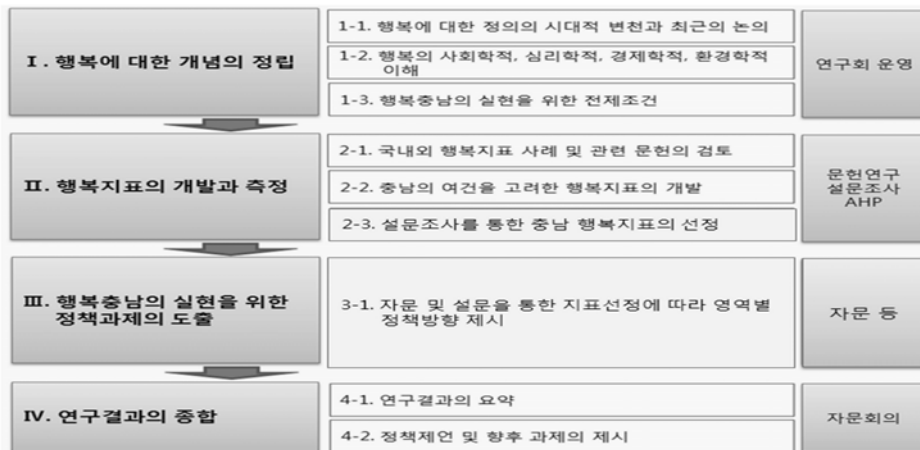 Ⅰ. 행복에 대한 개념의 정립
1-1. 행복에 대한 정의의 시대적 변천과 최근의 논의
1-2. 행복의 사회학적, 심리학적, 경제학적, 환경학적
이해
1-3. 행복충남의 실현을 위한 전제조건
연구회 운영
Ⅱ. 행복지표의 개발과 측정
2-1. 국내외 행복지표 사례 및 관련 문헌의 검토
2-2. 충남의 여건을 고려한 행복지표의 개발
2-3. 설문조사를 통한 충남 행복지표의 선정
문헌연구
설문조사
AHP
Ⅲ. 행복충남의 실현을 위한
정책과제의 도출
3-1. 자문 및 설문을 통한 지표선정에 따라 영역별
정책방향 제시
자문 등
Ⅳ. 연구결과의 종합
4-1. 연구결과의 요약
4-2. 정책제언 및 향후 과제의 제시
자문회의